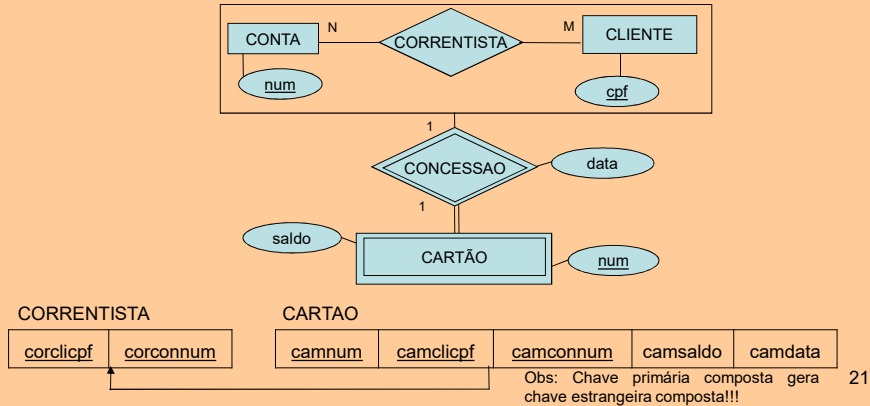 N
M
CONTA
CORRENTISTA
CLIENTE
num
cpf
1
CONCESSAO
data
1
saldo
CARTÃO
num
CORRENTISTA
CARTAO
corclicpf corconnum
camnum camclicpf camconnum camsaldo camdata
Obs: Chave primária composta gera
chave estrangeira composta!!!
21